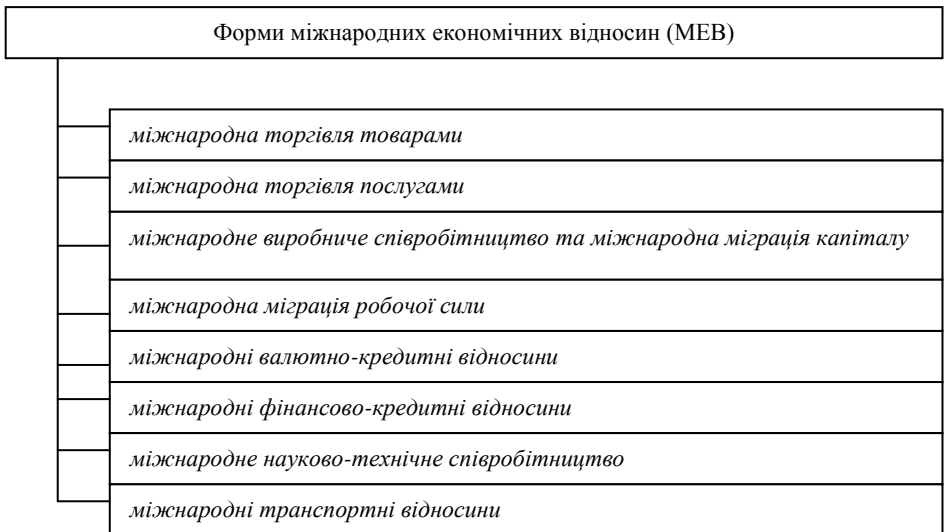 Форми міжнародних економічних відносин (МЕВ)
міжнародна торгівля товарами
міжнародна торгівля послугами
міжнародне виробниче співробітництво та міжнародна міграція капіталу
міжнародна міграція робочої сили
міжнародні валютно-кредитні відносини
міжнародні фінансово-кредитні відносини
міжнародне науково-технічне співробітництво
міжнародні транспортні відносини